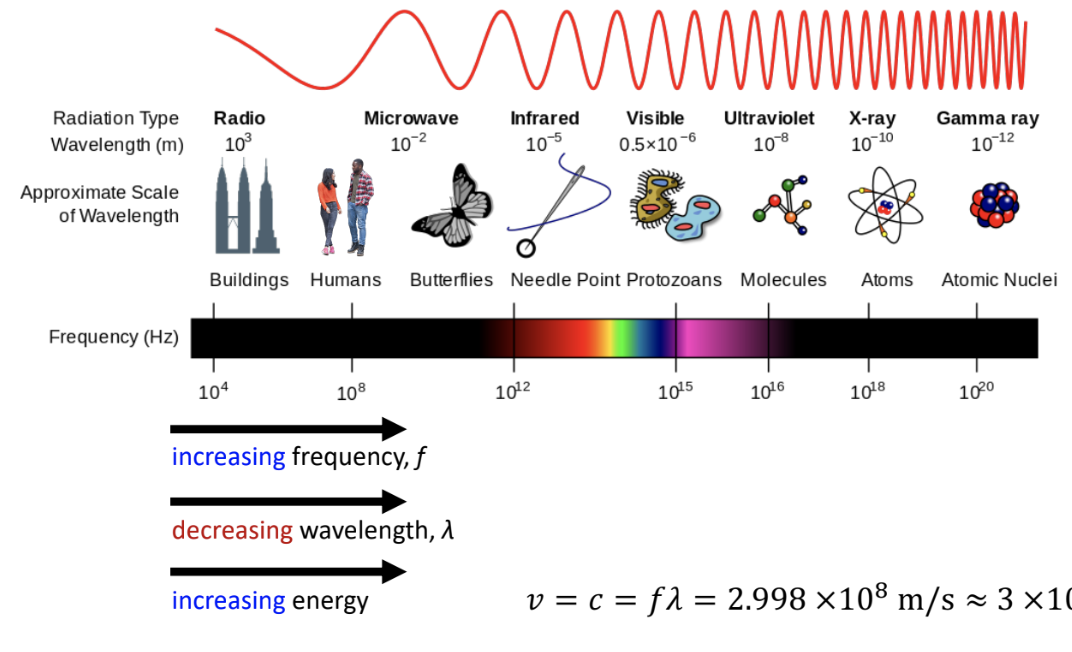 Radiation Type Radio Microwave Infrared Visible Ultraviolet X-ray Gamma ray
Wavelength (m) 10³ 10⁻² 10⁻⁵ 0.5×10⁻⁶ 10⁻⁸ 10⁻¹⁰ 10⁻¹²
Approximate Scale
of Wavelength
Buildings Humans Butterflies Needle Point Protozoans Molecules Atoms Atomic Nuclei
Frequency (Hz)
10⁴ 10⁸ 10¹² 10¹⁵ 10¹⁶ 10¹⁸ 10²⁰
increasing frequency, f
decreasing wavelength, λ
increasing energy
v = c = fλ = 2.998 ×10⁸ m/s ≈ 3 ×10